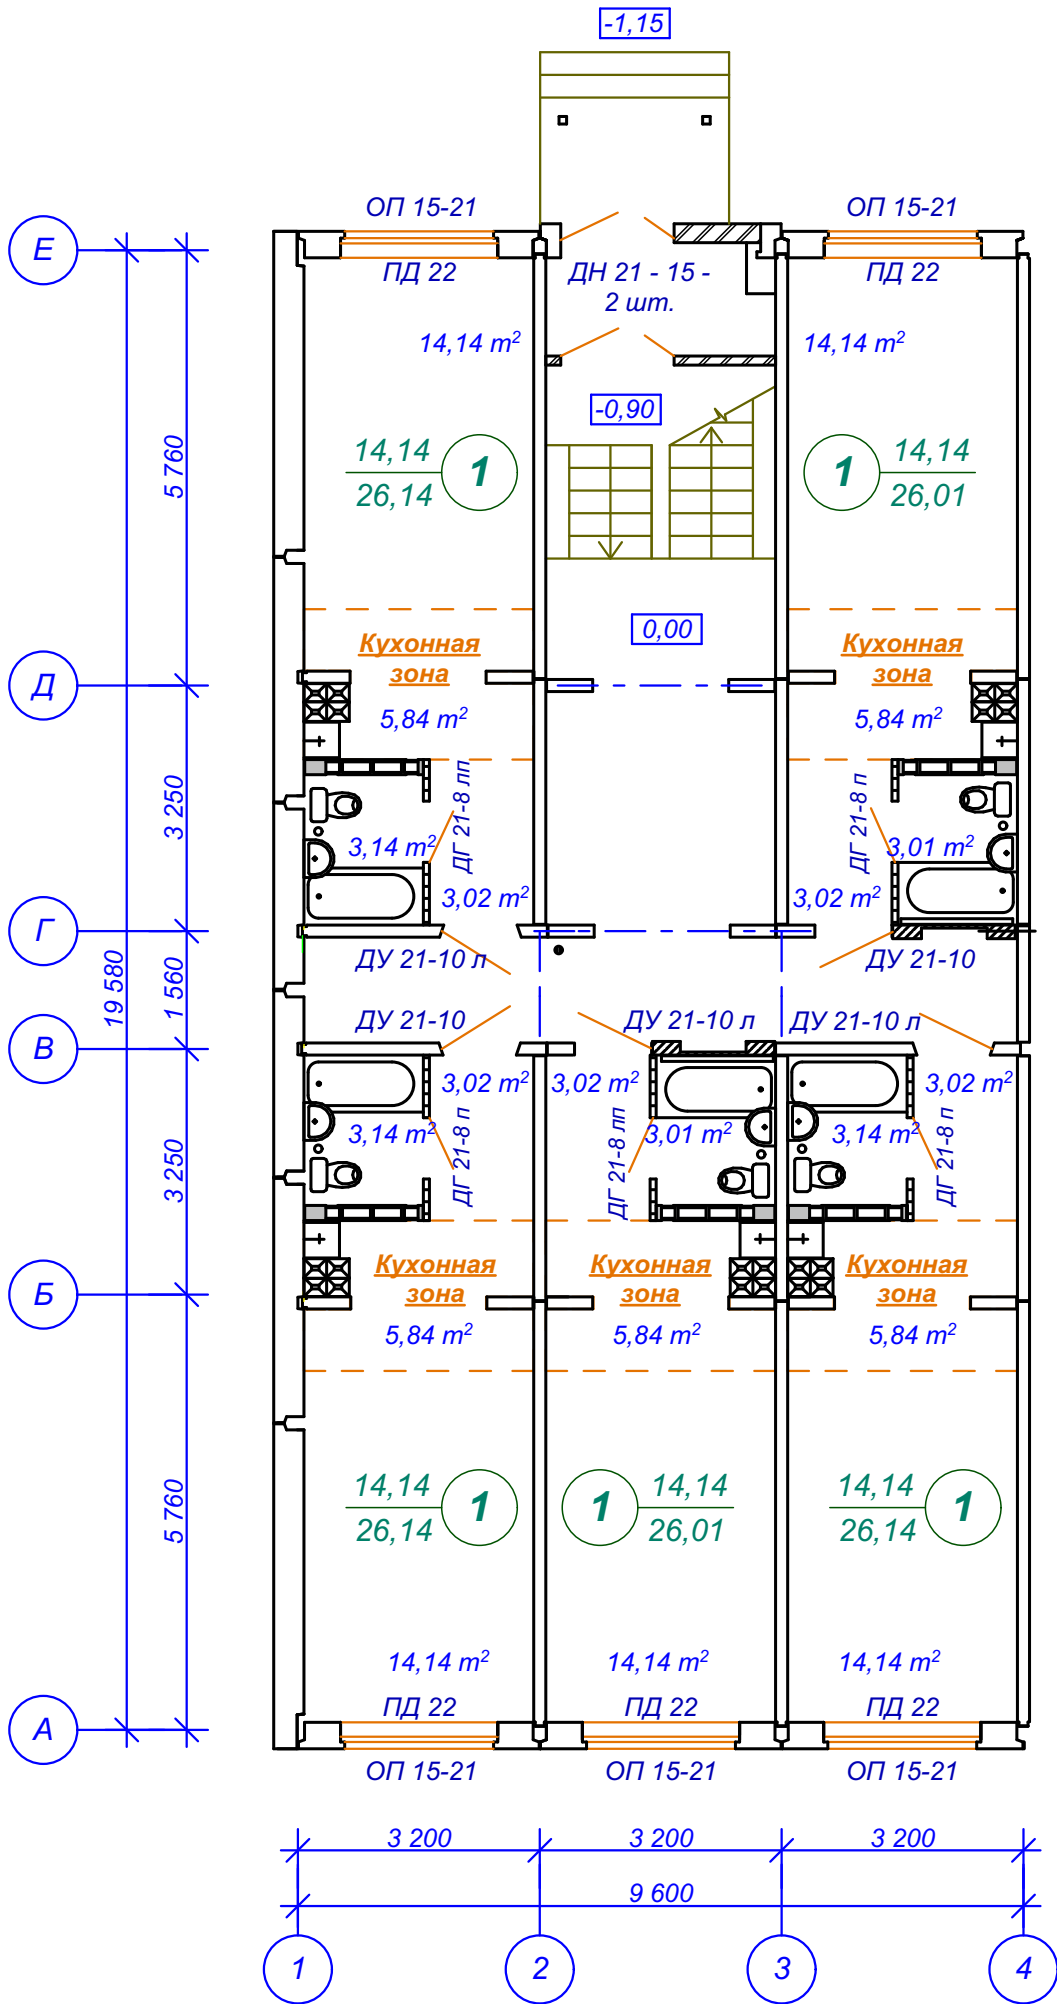 -1,15
ОП 15-21
ОП 15-21
Е
ПД 22
ДН 21 - 15 -
2 шт.
ПД 22
14,14 m²
14,14 m²
-0,90
14,14
26,14
1
1
14,14
26,01
5 760
0,00
Кухонная
зона
Кухонная
зона
Д
5,84 m²
5,84 m²
3 250
ДГ 21-8 лп
ДГ 21-8 п
3,14 m²
3,01 m²
3,02 m²
3,02 m²
Г
ДУ 21-10 л
ДУ 21-10
19 580
1 560
ДУ 21-10
ДУ 21-10 л
ДУ 21-10 л
В
3,02 m²
3,02 m²
3,02 m²
3,14 m²
3,01 m²
3,14 m²
ДГ 21-8 п
ДГ 21-8 лп
ДГ 21-8 п
3 250
Кухонная
зона
Кухонная
зона
Кухонная
зона
Б
5,84 m²
5,84 m²
5,84 m²
5 760
14,14
26,14
1
1
14,14
26,01
14,14
26,14
1
14,14 m²
14,14 m²
14,14 m²
А
ПД 22
ПД 22
ПД 22
ОП 15-21
ОП 15-21
ОП 15-21
3 200
3 200
3 200
9 600
1
2
3
4